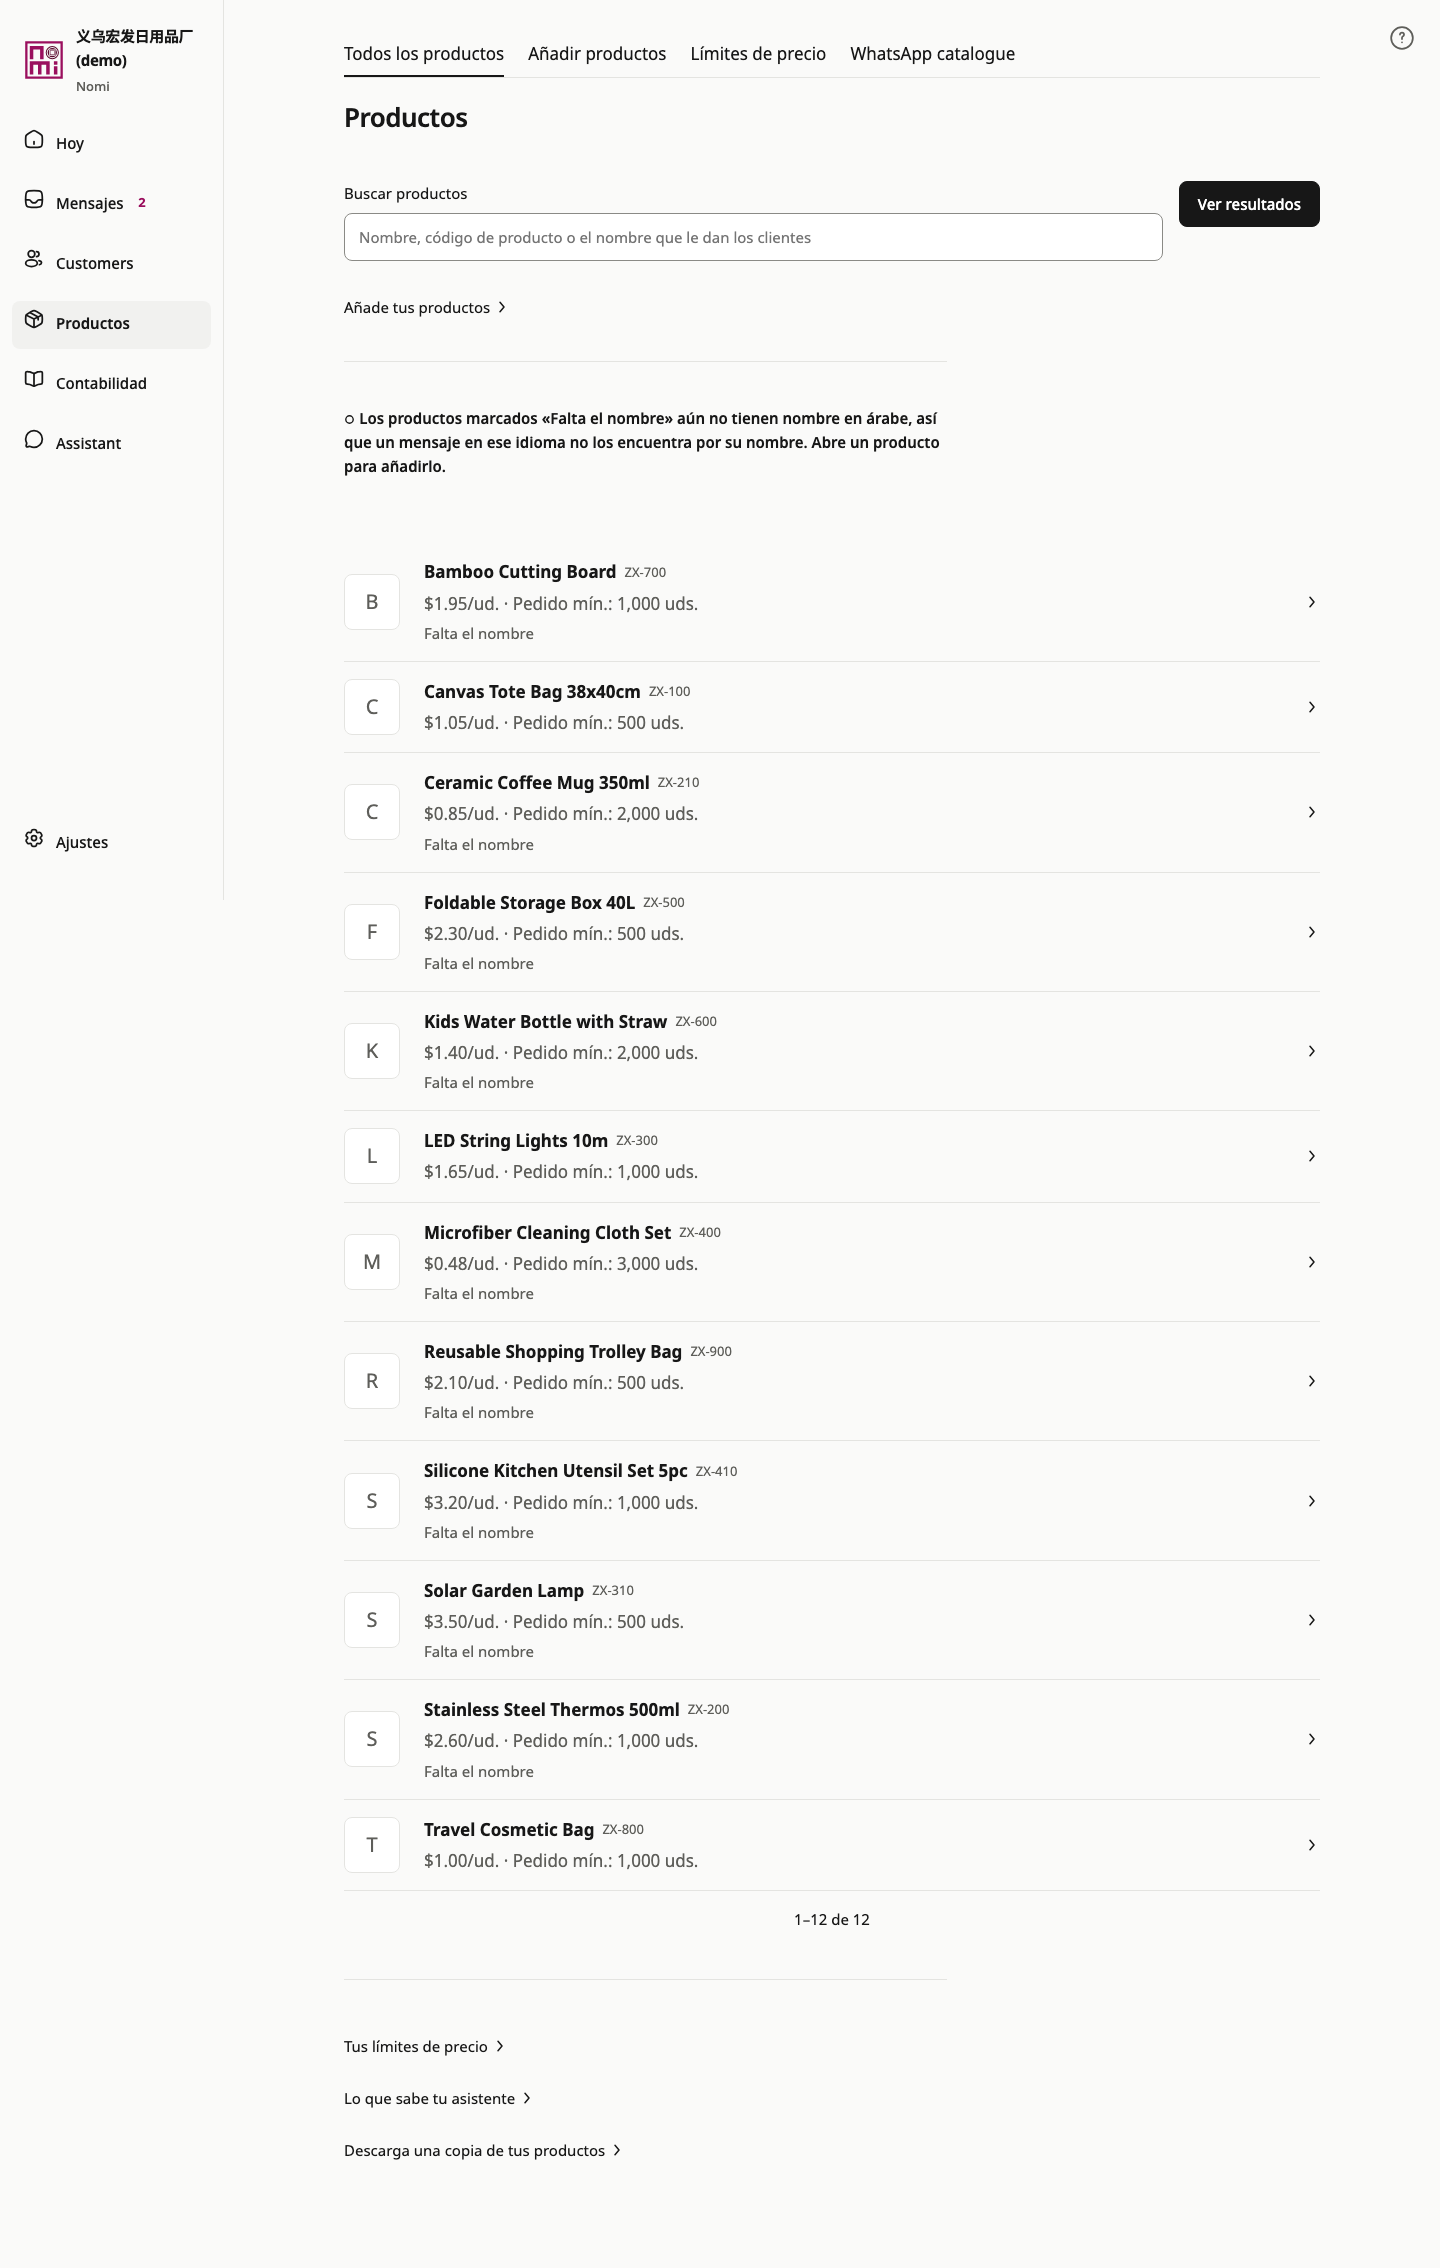 义乌宏发日用品厂
(demo)
Nomi
Hoy
Mensajes 2
Customers
Productos
Contabilidad
Assistant
Ajustes
Todos los productos Añadir productos Límites de precio WhatsApp catalogue
Productos
Buscar productos
Nombre, código de producto o el nombre que le dan los clientes
Ver resultados
Añade tus productos
Los productos marcados «Falta el nombre» aún no tienen nombre en árabe, así
que un mensaje en ese idioma no los encuentra por su nombre. Abre un producto
para añadirlo.
B
Bamboo Cutting Board ZX-700
$1.95/ud. · Pedido mín.: 1,000 uds.
Falta el nombre
C
Canvas Tote Bag 38x40cm ZX-100
$1.05/ud. · Pedido mín.: 500 uds.
C
Ceramic Coffee Mug 350ml ZX-210
$0.85/ud. · Pedido mín.: 2,000 uds.
Falta el nombre
F
Foldable Storage Box 40L ZX-500
$2.30/ud. · Pedido mín.: 500 uds.
Falta el nombre
K
Kids Water Bottle with Straw ZX-600
$1.40/ud. · Pedido mín.: 2,000 uds.
Falta el nombre
L
LED String Lights 10m ZX-300
$1.65/ud. · Pedido mín.: 1,000 uds.
M
Microfiber Cleaning Cloth Set ZX-400
$0.48/ud. · Pedido mín.: 3,000 uds.
Falta el nombre
R
Reusable Shopping Trolley Bag ZX-900
$2.10/ud. · Pedido mín.: 500 uds.
Falta el nombre
S
Silicone Kitchen Utensil Set 5pc ZX-410
$3.20/ud. · Pedido mín.: 1,000 uds.
Falta el nombre
S
Solar Garden Lamp ZX-310
$3.50/ud. · Pedido mín.: 500 uds.
Falta el nombre
S
Stainless Steel Thermos 500ml ZX-200
$2.60/ud. · Pedido mín.: 1,000 uds.
Falta el nombre
T
Travel Cosmetic Bag ZX-800
$1.00/ud. · Pedido mín.: 1,000 uds.
1–12 de 12
Tus límites de precio
Lo que sabe tu asistente
Descarga una copia de tus productos